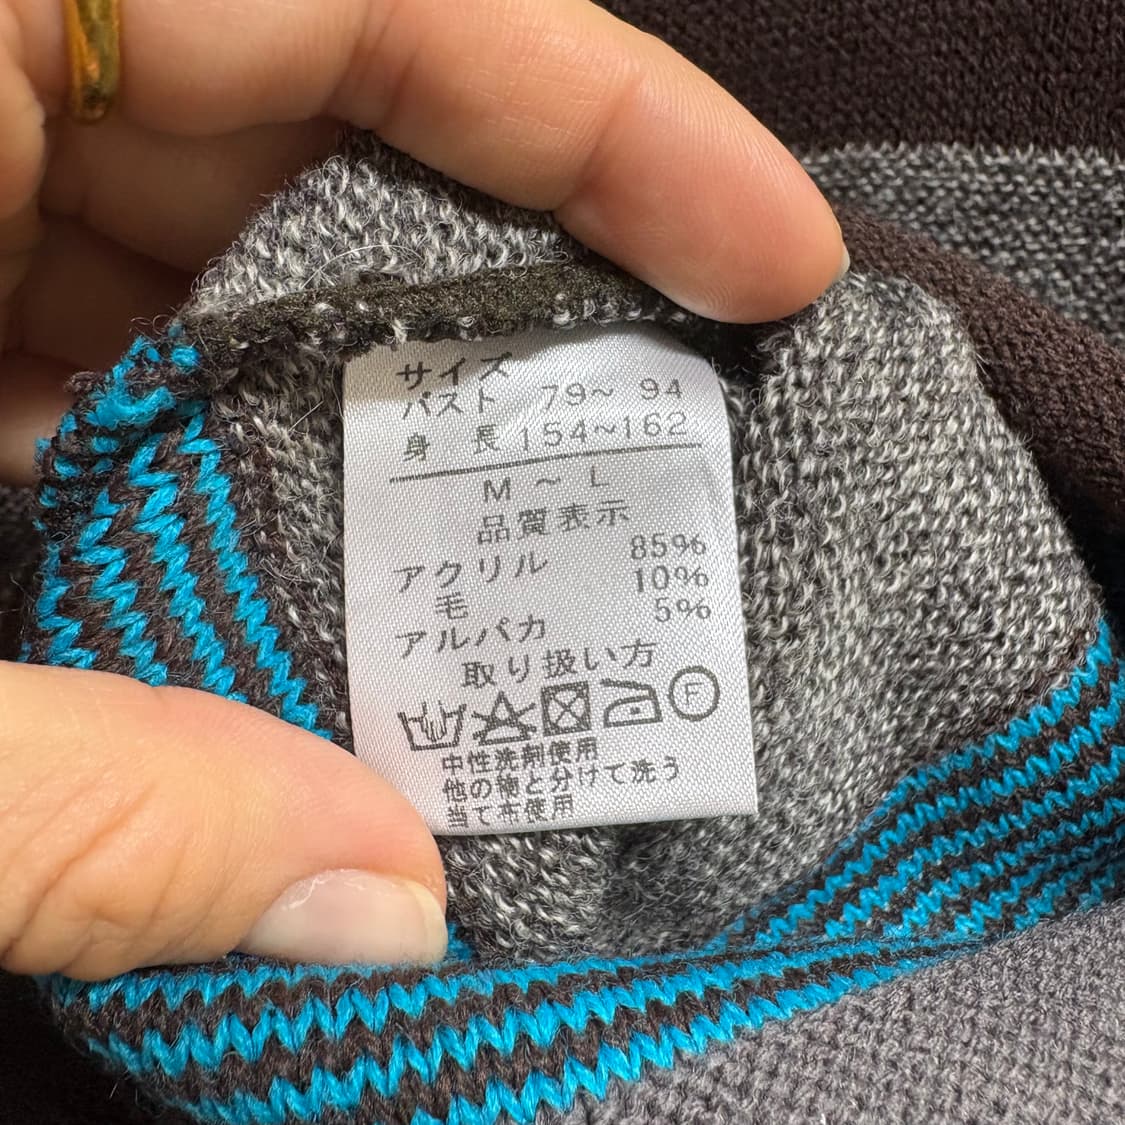 サイズ
バスト 79～ 94
身 長 154～162
M ～ L
品質表示
アクリル 85%
毛 10%
アルパカ 5%
取り扱い方
F
中性洗剤使用
他の物と分けて洗う
当て布使用